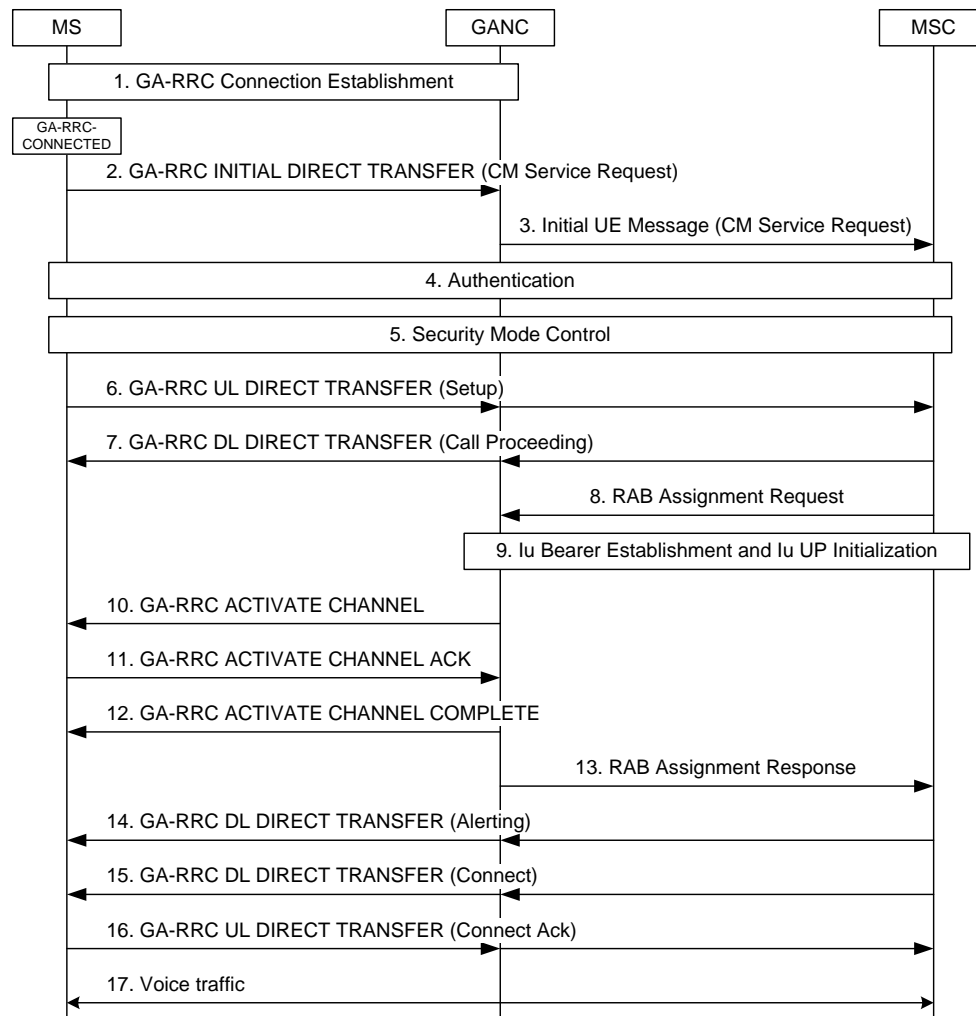 MS
GANC
MSC
1. GA-RRC Connection Establishment
GA-RRC-
CONNECTED
2. GA-RRC INITIAL DIRECT TRANSFER (CM Service Request)
3. Initial UE Message (CM Service Request)
4. Authentication
5. Security Mode Control
6. GA-RRC UL DIRECT TRANSFER (Setup)
7. GA-RRC DL DIRECT TRANSFER (Call Proceeding)
8. RAB Assignment Request
9. Iu Bearer Establishment and Iu UP Initialization
10. GA-RRC ACTIVATE CHANNEL
11. GA-RRC ACTIVATE CHANNEL ACK
12. GA-RRC ACTIVATE CHANNEL COMPLETE
13. RAB Assignment Response
14. GA-RRC DL DIRECT TRANSFER (Alerting)
15. GA-RRC DL DIRECT TRANSFER (Connect)
16. GA-RRC UL DIRECT TRANSFER (Connect Ack)
17. Voice traffic